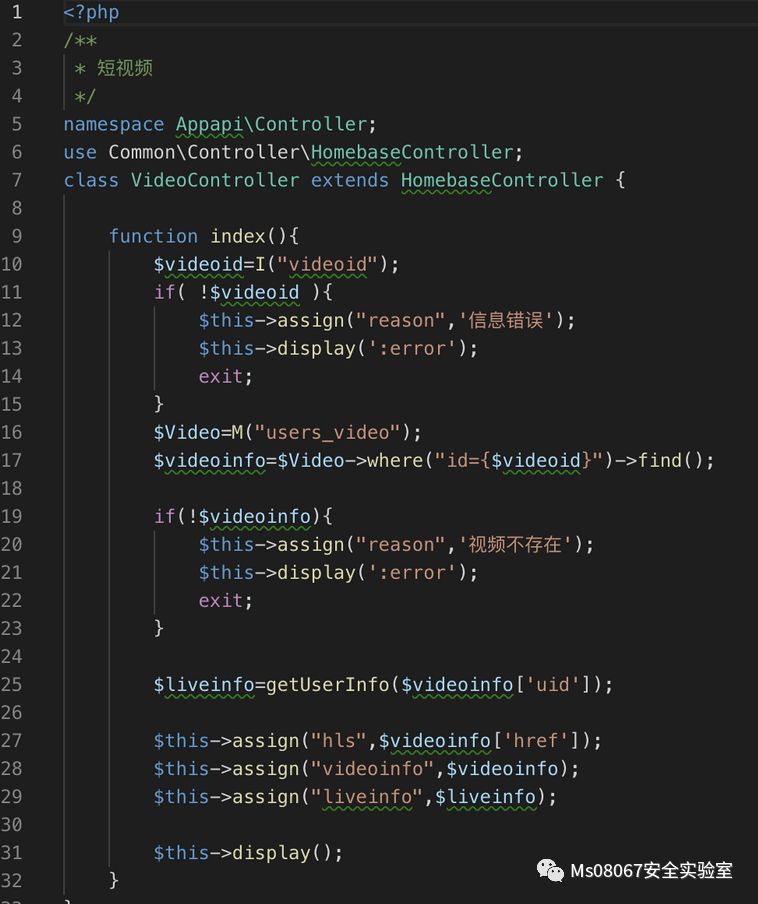 1 <?php
2 /**
3  * 短视频
4  */
5 namespace Appapi\Controller;
6 use Common\Controller\HomebaseController;
7 class VideoController extends HomebaseController {
8
9     function index(){
10         $videoid=I("videoid");
11         if( !$videoid ){
12             $this->assign("reason",'信息错误');
13             $this->display(':error');
14             exit;
15         }
16         $Video=M("users_video");
17         $videoinfo=$Video->where("id={$videoid}")->find();
18
19         if(!$videoinfo){
20             $this->assign("reason",'视频不存在');
21             $this->display(':error');
22             exit;
23         }
24
25         $liveinfo=getUserInfo($videoinfo['uid']);
26
27         $this->assign("hls",$videoinfo['href']);
28         $this->assign("videoinfo",$videoinfo);
29         $this->assign("liveinfo",$liveinfo);
30
31         $this->display();
32     }
Ms08067安全实验室